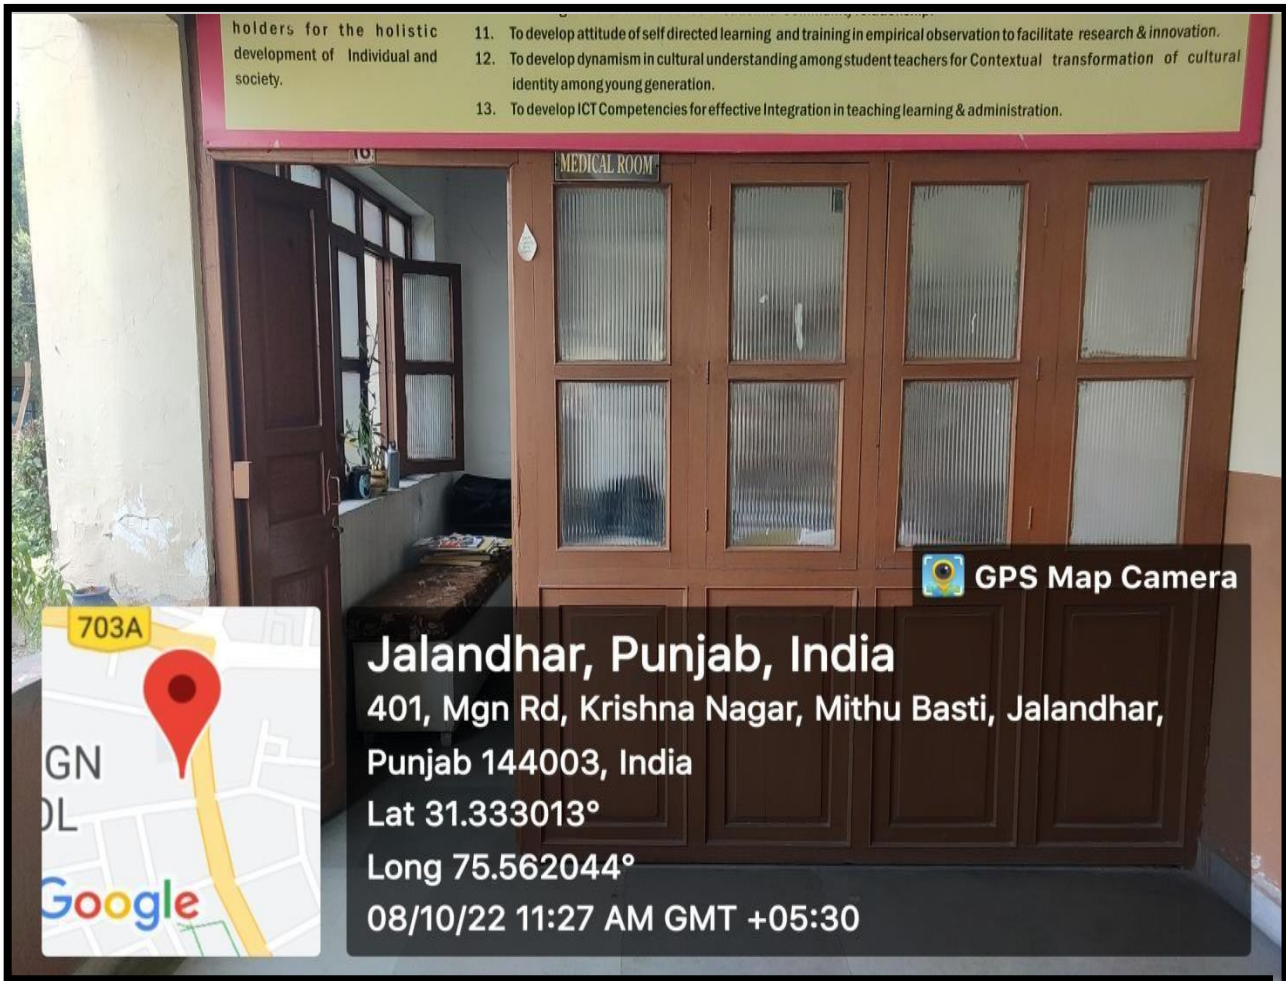 holders for the holistic
development of Individual and
society.
11. To develop attitude of self directed learning and training in empirical observation to facilitate research & innovation.
12. To develop dynamism in cultural understanding among student teachers for Contextual transformation of cultural
identity among young generation.
13. To develop ICT Competencies for effective Integration in teaching learning & administration.
MEDICAL ROOM
GPS Map Camera
703A
GN
OL
Google
Jalandhar, Punjab, India
401, Mgn Rd, Krishna Nagar, Mithu Basti, Jalandhar,
Punjab 144003, India
Lat 31.333013°
Long 75.562044°
08/10/22 11:27 AM GMT +05:30